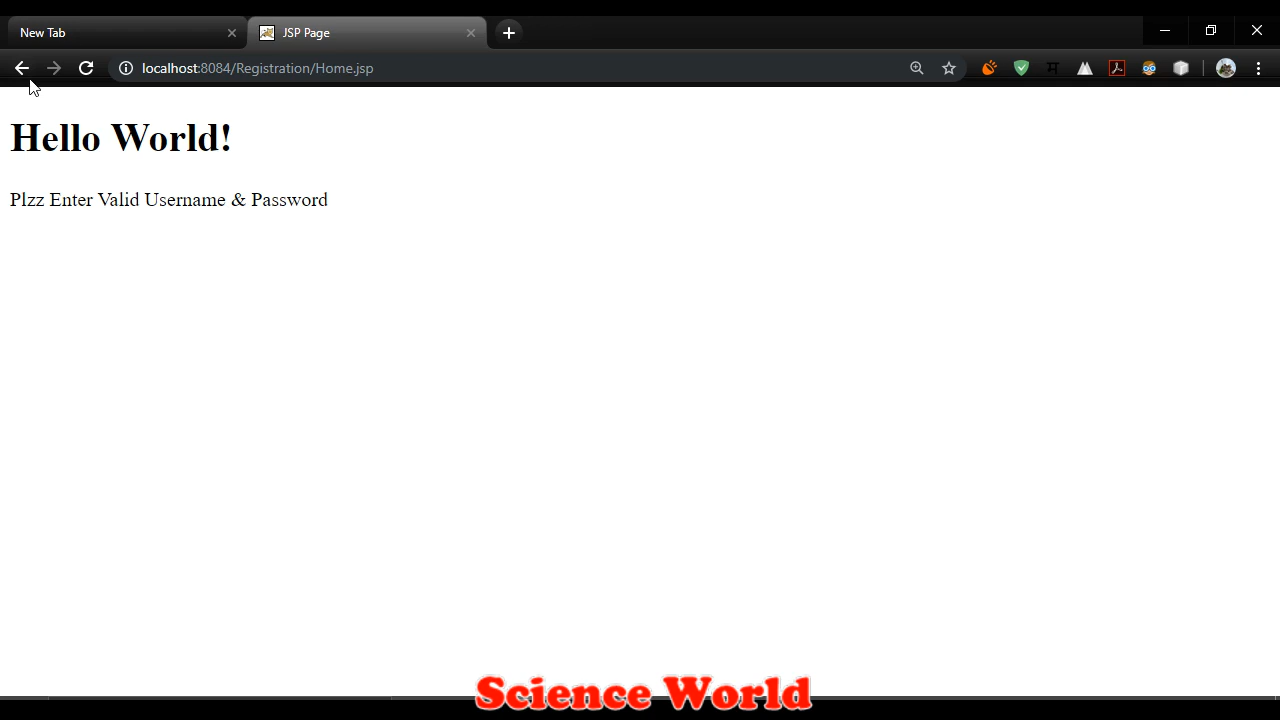 New Tab
JSP Page
localhost:8084/Registration/Home.jsp
Hello World!
Plzz Enter Valid Username & Password
Science World